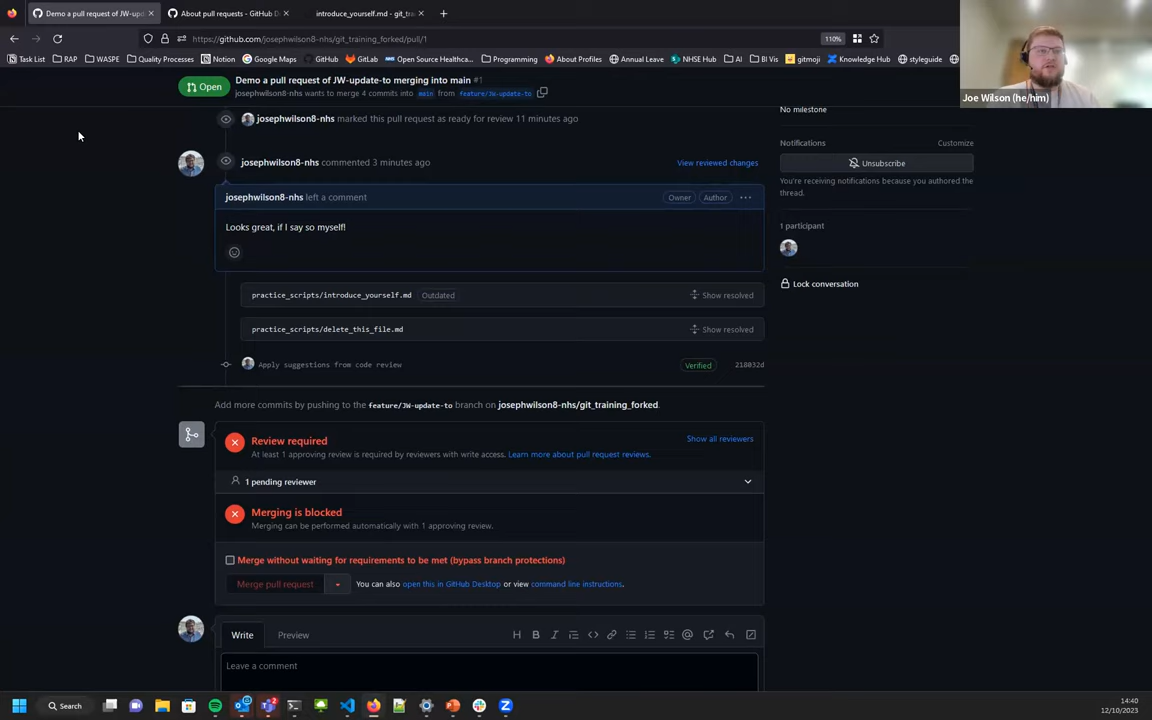 Demo a pull request of JW-upd
About pull requests - GitHub D
introduce_yourself.md - git_tra
https://github.com/josephwilson8-nhs/git_training_forked/pull/1
110%
Task List
RAP
WASPE
Quality Processes
Notion
Google Maps
GitHub
GitLab
Open Source Healthcar...
Programming
About Profiles
Annual Leave
NHSE Hub
AI
BI Vis
gitmoji
Knowledge Hub
styleguide
Joe Wilson (he/him)
Open
Demo a pull request of JW-update-to merging into main #1
josephwilson8-nhs wants to merge 4 commits into main from feature/JW-update-to
josephwilson8-nhs marked this pull request as ready for review 11 minutes ago
No milestone
Notifications
Customize
josephwilson8-nhs commented 3 minutes ago
View reviewed changes
Unsubscribe
You're receiving notifications because you authored the
thread.
josephwilson8-nhs left a comment
Owner
Author
Looks great, if I say so myself!
1 participant
Lock conversation
practice_scripts/introduce_yourself.md
Outdated
Show resolved
practice_scripts/delete_this_file.md
Show resolved
Apply suggestions from code review
Verified
218032d
Add more commits by pushing to the feature/JW-update-to branch on josephwilson8-nhs/git_training_forked.
Review required
Show all reviewers
At least 1 approving review is required by reviewers with write access. Learn more about pull request reviews.
1 pending reviewer
Merging is blocked
Merging can be performed automatically with 1 approving review.
Merge without waiting for requirements to be met (bypass branch protections)
Merge pull request
You can also open this in GitHub Desktop or view command line instructions.
Write
Preview
Leave a comment
Search
14:40
12/10/2023